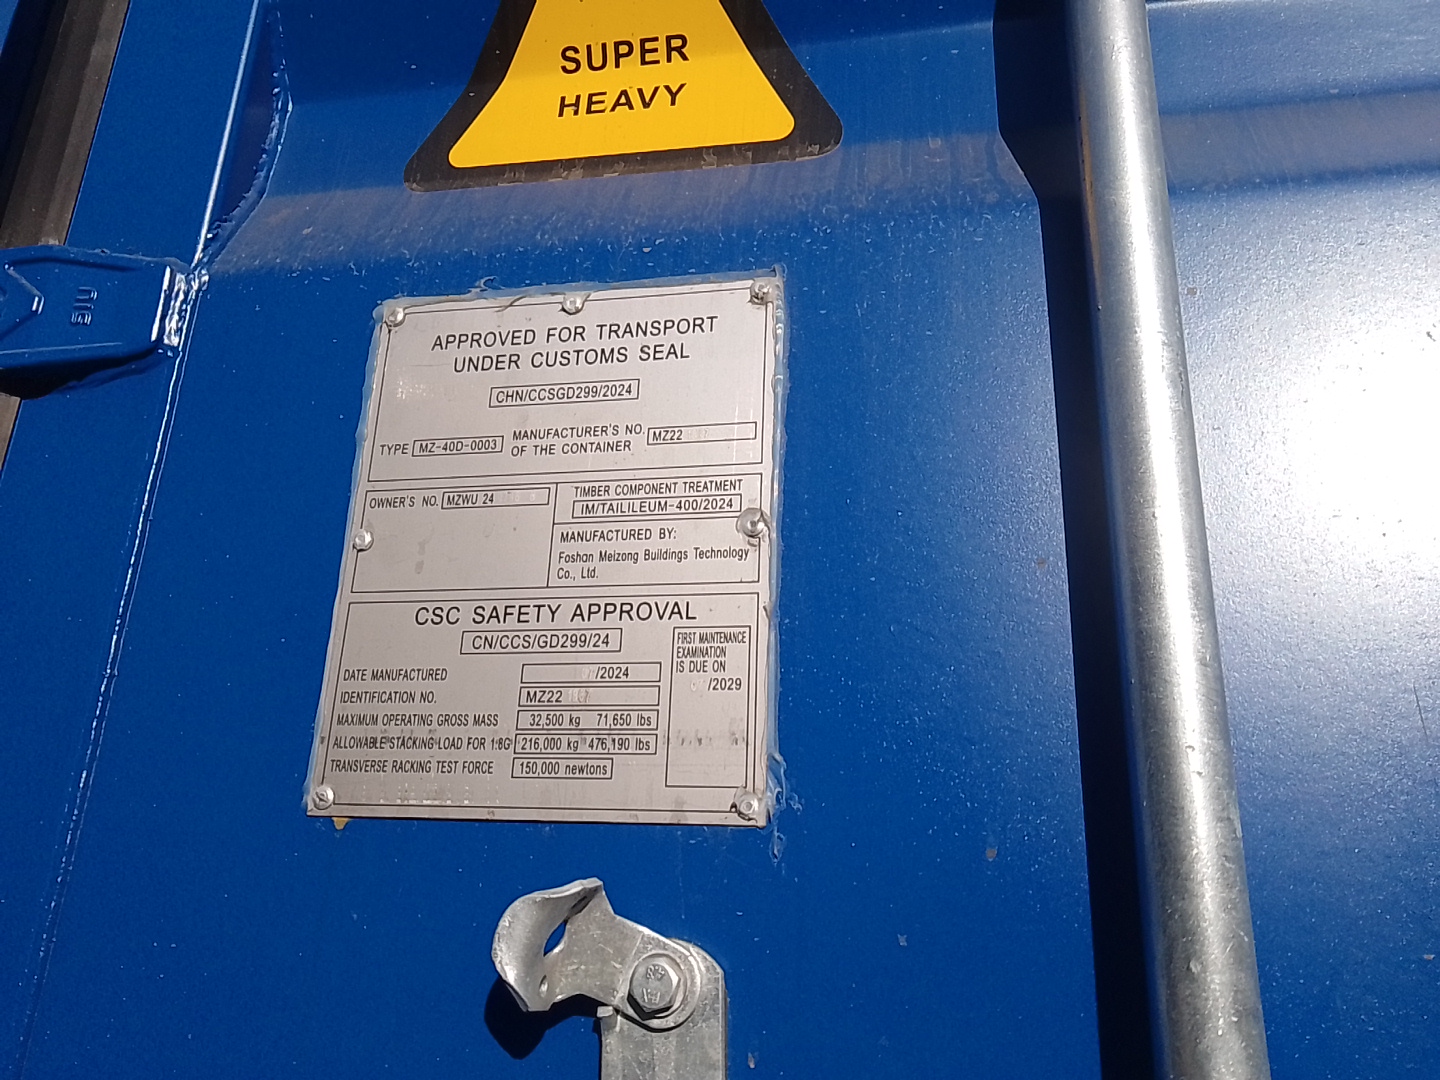 SUPER
HEAVY
APPROVED FOR TRANSPORT
UNDER CUSTOMS SEAL
CHN/CCSGD299/2024
TYPE MZ-40D-0003 MANUFACTURER'S NO. OF THE CONTAINER MZ22
OWNER'S NO. MZWU 24
TIMBER COMPONENT TREATMENT
IM/TAILILEUM-400/2024
MANUFACTURED BY:
Foshan Meizong Buildings Technology
Co., Ltd.
CSC SAFETY APPROVAL
CN/CCS/GD299/24
DATE MANUFACTURED /2024
IDENTIFICATION NO. MZ22
MAXIMUM OPERATING GROSS MASS 32,500 kg 71,650 lbs
ALLOWABLE STACKING LOAD FOR 1.8G 216,000 kg 476,190 lbs
TRANSVERSE RACKING TEST FORCE 150,000 newtons
FIRST MAINTENANCE
EXAMINATION
IS DUE ON
/2029